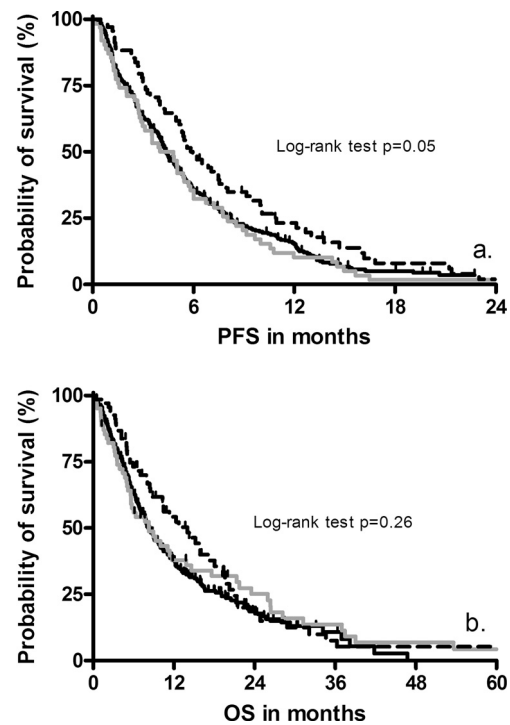 100
75
50
25
0
Probability of survival (%)
Log-rank test p=0.05
a.
0 6 12 18 24
PFS in months
100
75
50
25
0
Probability of survival (%)
Log-rank test p=0.26
b.
0 12 24 36 48 60
OS in months